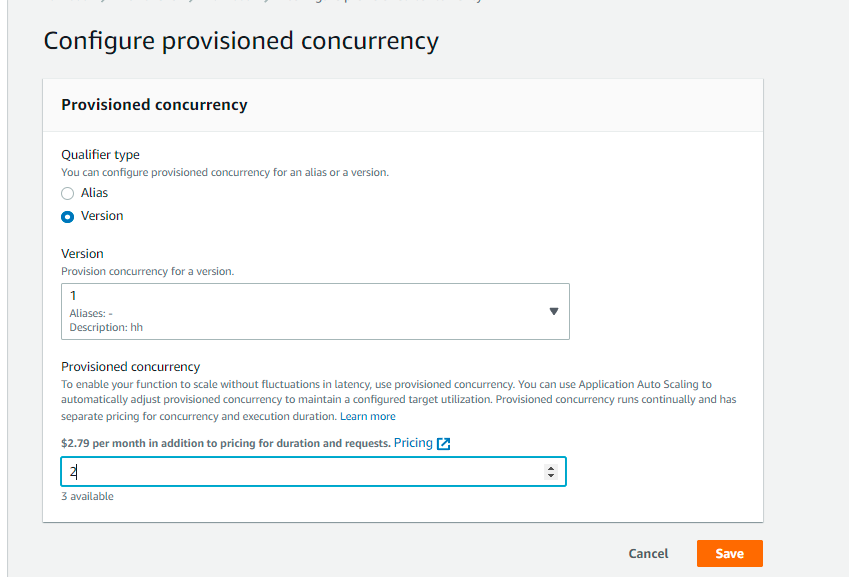 Configure provisioned concurrency
Provisioned concurrency
Qualifier type
You can configure provisioned concurrency for an alias or a version.
Alias
Version
Version
Provision concurrency for a version.
1
Aliases: -
Description: hh
Provisioned concurrency
To enable your function to scale without fluctuations in latency, use provisioned concurrency. You can use Application Auto Scaling to
automatically adjust provisioned concurrency to maintain a configured target utilization. Provisioned concurrency runs continually and has
separate pricing for concurrency and execution duration. Learn more
$2.79 per month in addition to pricing for duration and requests. Pricing
2
3 available
Cancel Save